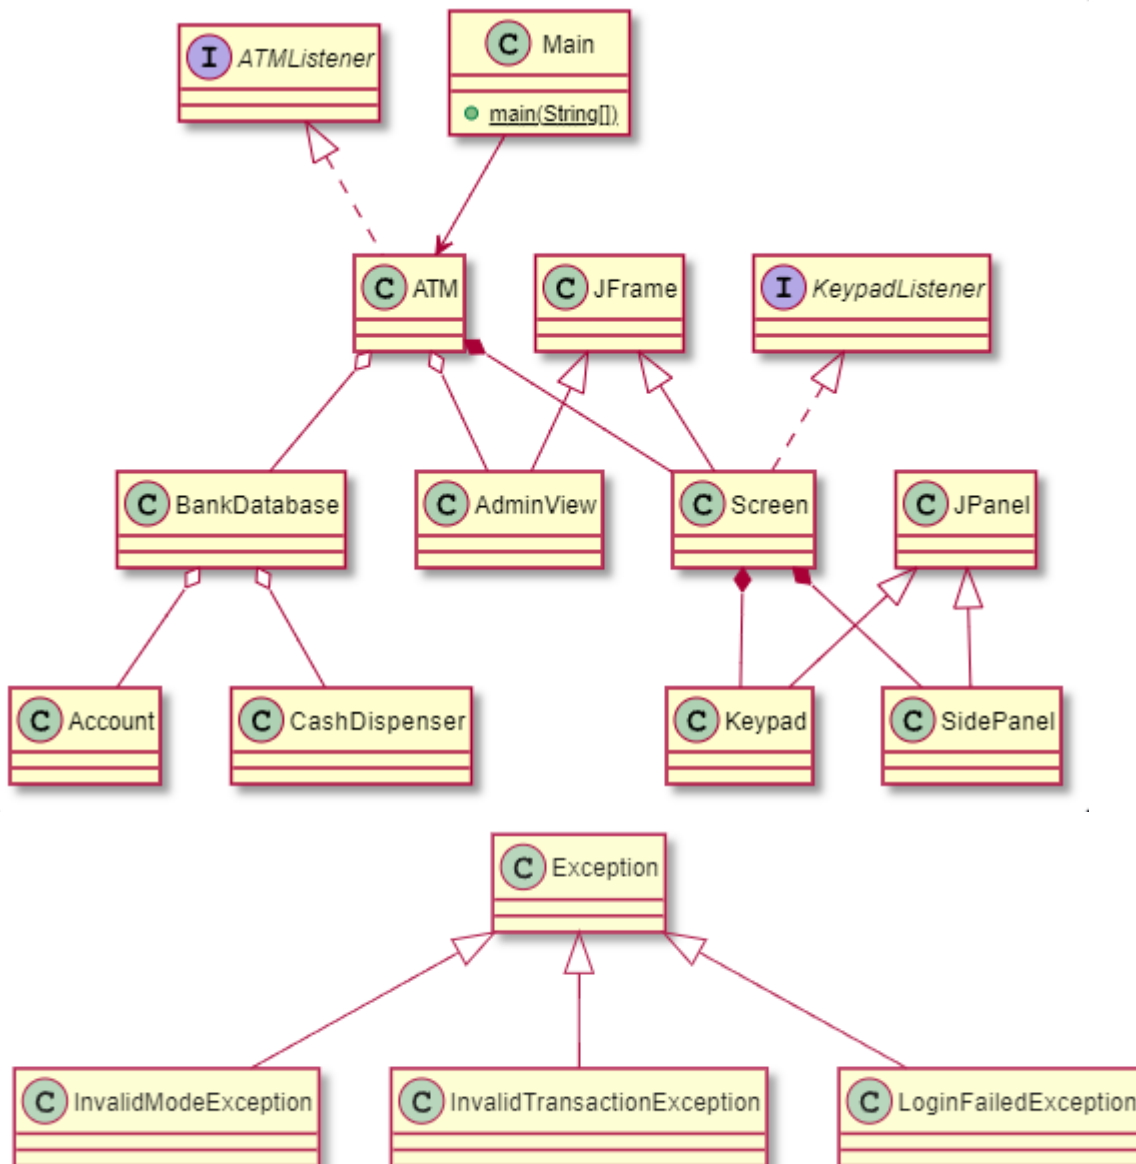 I ATMListener
C Main
main(String[])
C ATM
C JFrame
I KeypadListener
C BankDatabase
C AdminView
C Screen
C JPanel
C Account
C CashDispenser
C Keypad
C SidePanel
C Exception
C InvalidModeException
C InvalidTransactionException
C LoginFailedException